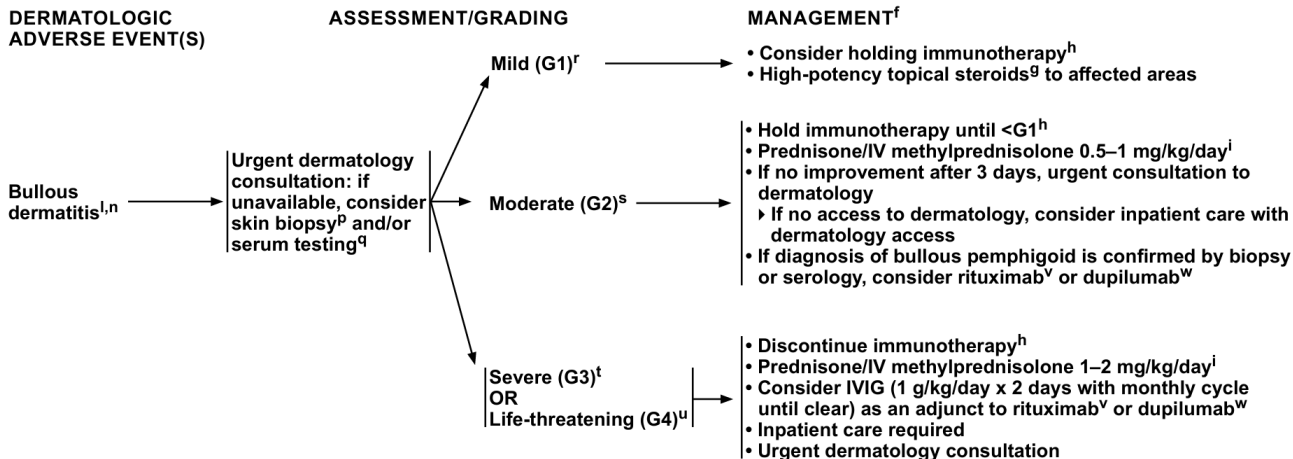 DERMATOLOGIC
ADVERSE EVENT(S)
ASSESSMENT/GRADING
MANAGEMENTᶠ
Bullous
dermatitisˡ,ⁿ
Urgent dermatology
consultation: if
unavailable, consider
skin biopsyᵖ and/or
serum testing^q
Mild (G1)ʳ
• Consider holding immunotherapyʰ
• High-potency topical steroidsᵍ to affected areas
Moderate (G2)ˢ
• Hold immunotherapy until <G1ʰ
• Prednisone/IV methylprednisolone 0.5–1 mg/kg/dayⁱ
• If no improvement after 3 days, urgent consultation to
dermatology
▸ If no access to dermatology, consider inpatient care with
dermatology access
• If diagnosis of bullous pemphigoid is confirmed by biopsy
or serology, consider rituximabᵛ or dupilumabʷ
Severe (G3)ᵗ
OR
Life-threatening (G4)ᵘ
• Discontinue immunotherapyʰ
• Prednisone/IV methylprednisolone 1–2 mg/kg/dayⁱ
• Consider IVIG (1 g/kg/day x 2 days with monthly cycle
until clear) as an adjunct to rituximabᵛ or dupilumabʷ
• Inpatient care required
• Urgent dermatology consultation